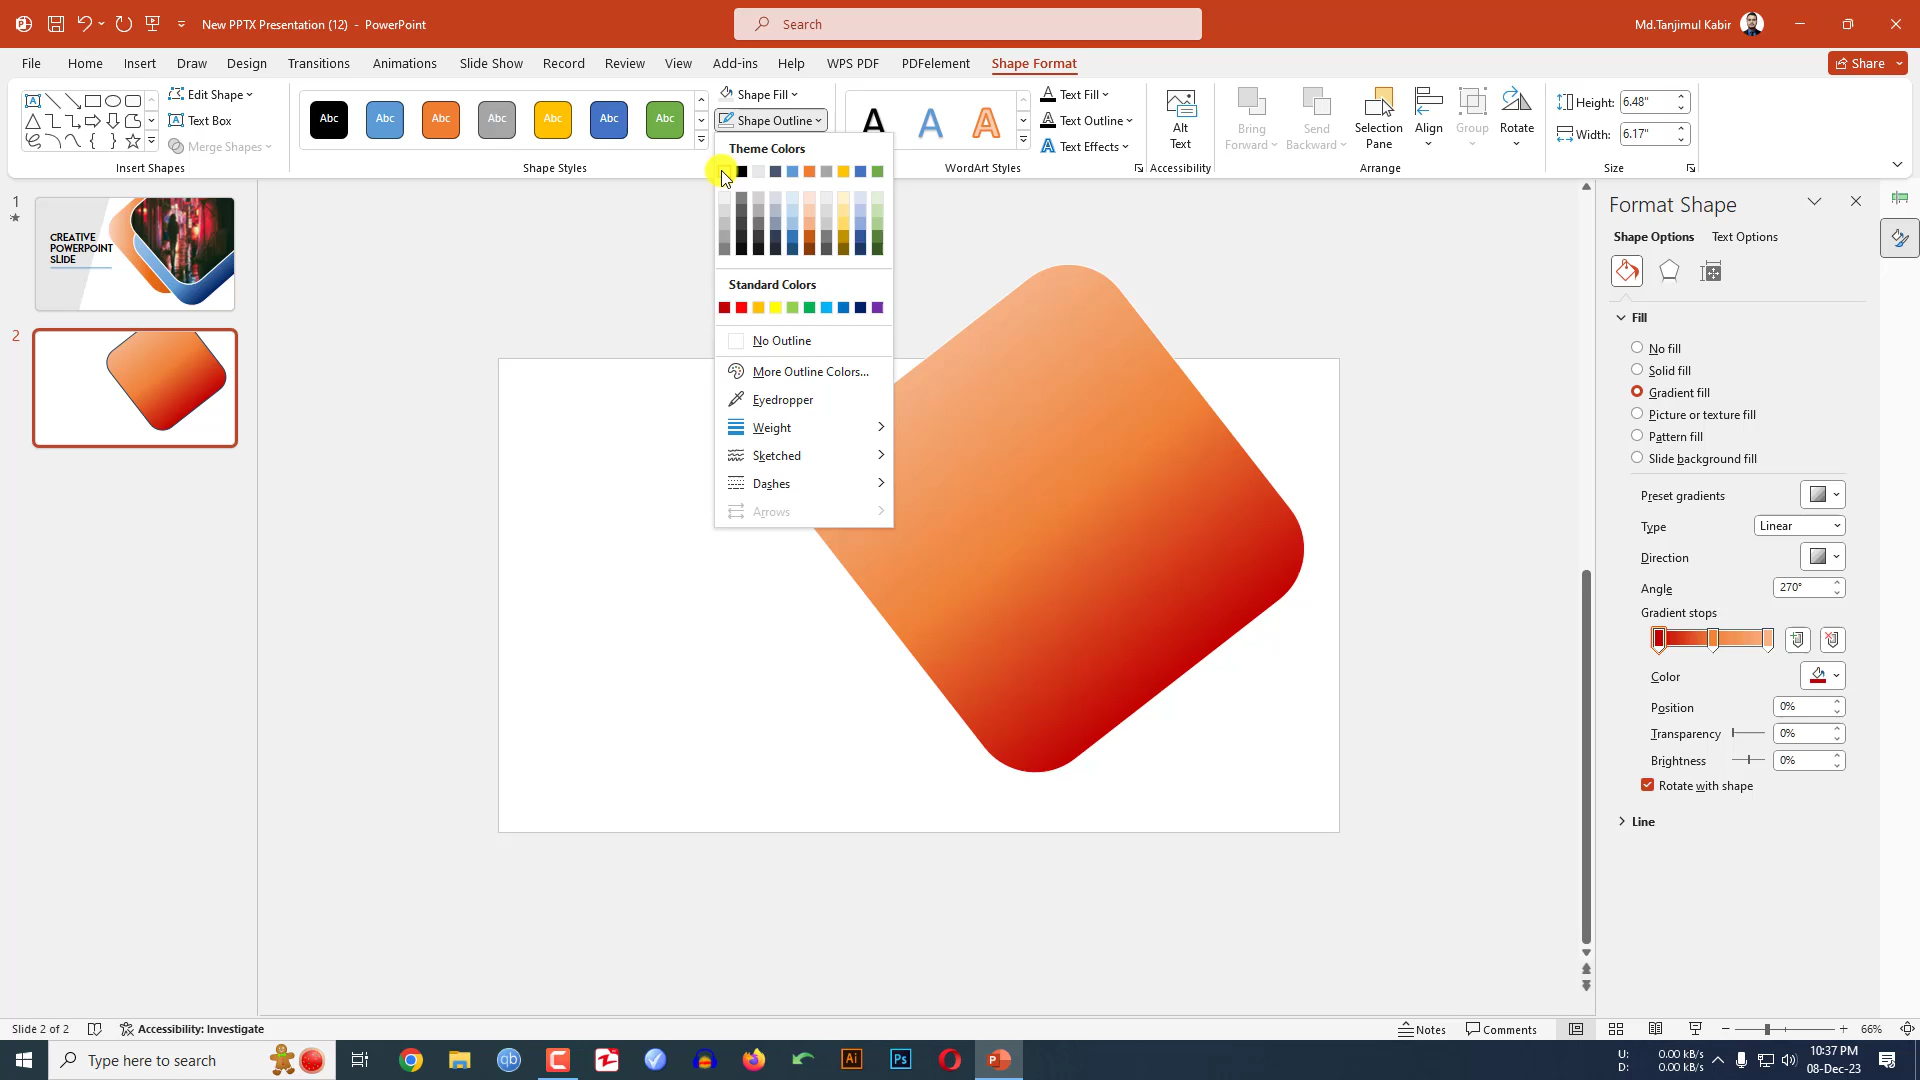 New PPTX Presentation (12) - PowerPoint
Search
Md.Tanjimul Kabir
File Home Insert Draw Design Transitions Animations Slide Show Record Review View Add-ins Help WPS PDF PDFelement Shape Format
Share
Edit Shape
Text Box
Merge Shapes
Insert Shapes
Abc Abc Abc Abc Abc Abc Abc
Shape Styles
Shape Fill
Shape Outline
A A A
WordArt Styles
Text Fill
Text Outline
Text Effects
Alt
Text
Accessibility
Bring
Forward
Send
Backward
Selection
Pane
Align
Group
Rotate
Arrange
Height: 6.48"
Width: 6.17"
Size
Theme Colors
Standard Colors
No Outline
More Outline Colors...
Eyedropper
Weight
Sketched
Dashes
Arrows
1
CREATIVE
POWERPOINT
SLIDE
2
Format Shape
Shape Options Text Options
Fill
No fill
Solid fill
Gradient fill
Picture or texture fill
Pattern fill
Slide background fill
Preset gradients
Type Linear
Direction
Angle 270°
Gradient stops
Color
Position 0%
Transparency 0%
Brightness 0%
Rotate with shape
Line
Slide 2 of 2
Accessibility: Investigate
Notes
Comments
66%
Type here to search
qb
Ai
Ps
U: 0.00 kB/s
D: 0.00 kB/s
10:37 PM
08-Dec-23